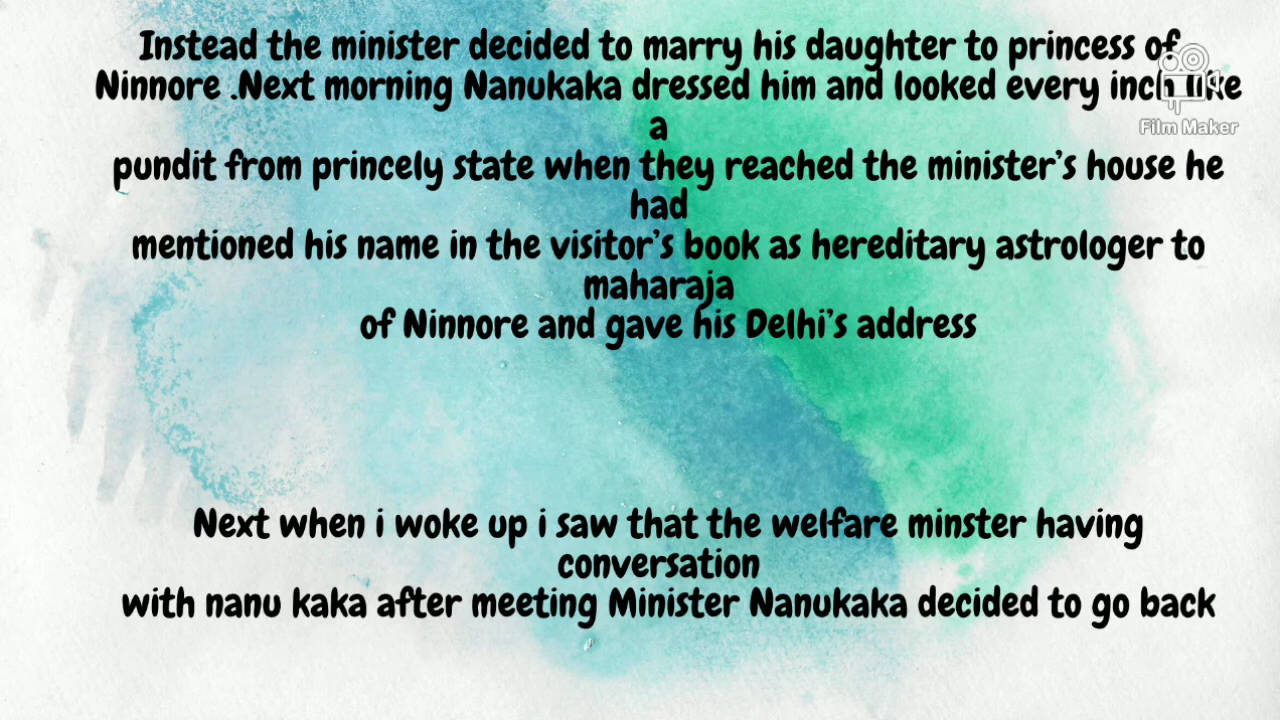 Instead the minister decided to marry his daughter to princess of
Ninnore .Next morning Nanukaka dressed him and looked every inch like
a
pundit from princely state when they reached the minister's house he
had
mentioned his name in the visitor's book as hereditary astrologer to
maharaja
of Ninnore and gave his Delhi's address
Next when i woke up i saw that the welfare minster having
conversation
with nanu kaka after meeting Minister Nanukaka decided to go back
Film Maker